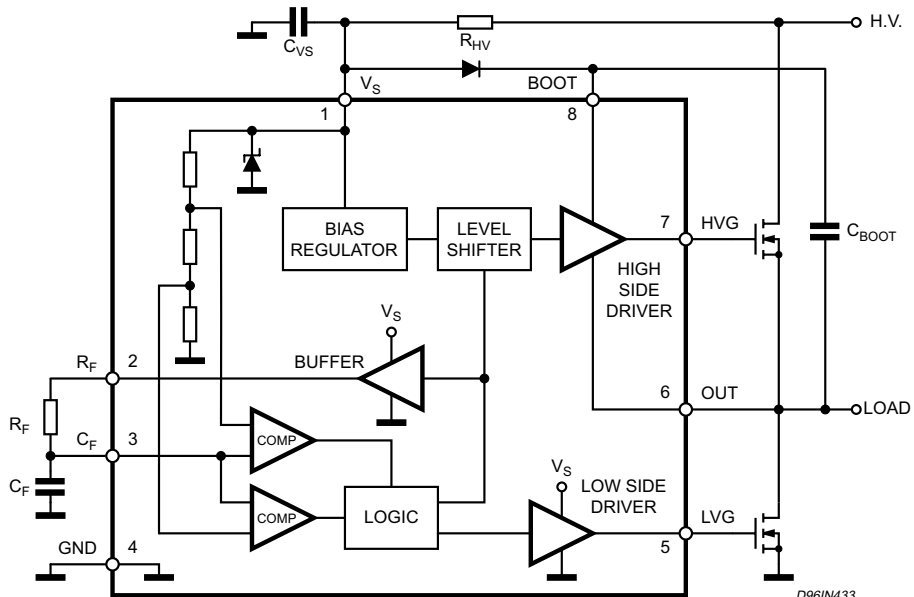 H.V.
C_VS
R_HV
V_S
BOOT
1
8
BIAS
REGULATOR
LEVEL
SHIFTER
7
HVG
C_BOOT
HIGH
SIDE
DRIVER
V_S
R_F
2
BUFFER
6
OUT
LOAD
R_F
C_F
3
COMP
C_F
COMP
LOGIC
V_S
LOW SIDE
DRIVER
LVG
GND
4
5
D96IN433